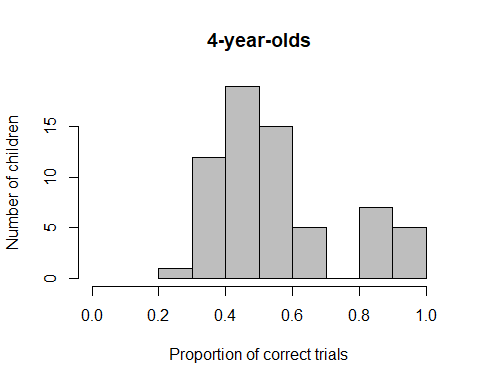 4-year-olds
Number of children
15
10
5
0
0.0 0.2 0.4 0.6 0.8 1.0
Proportion of correct trials